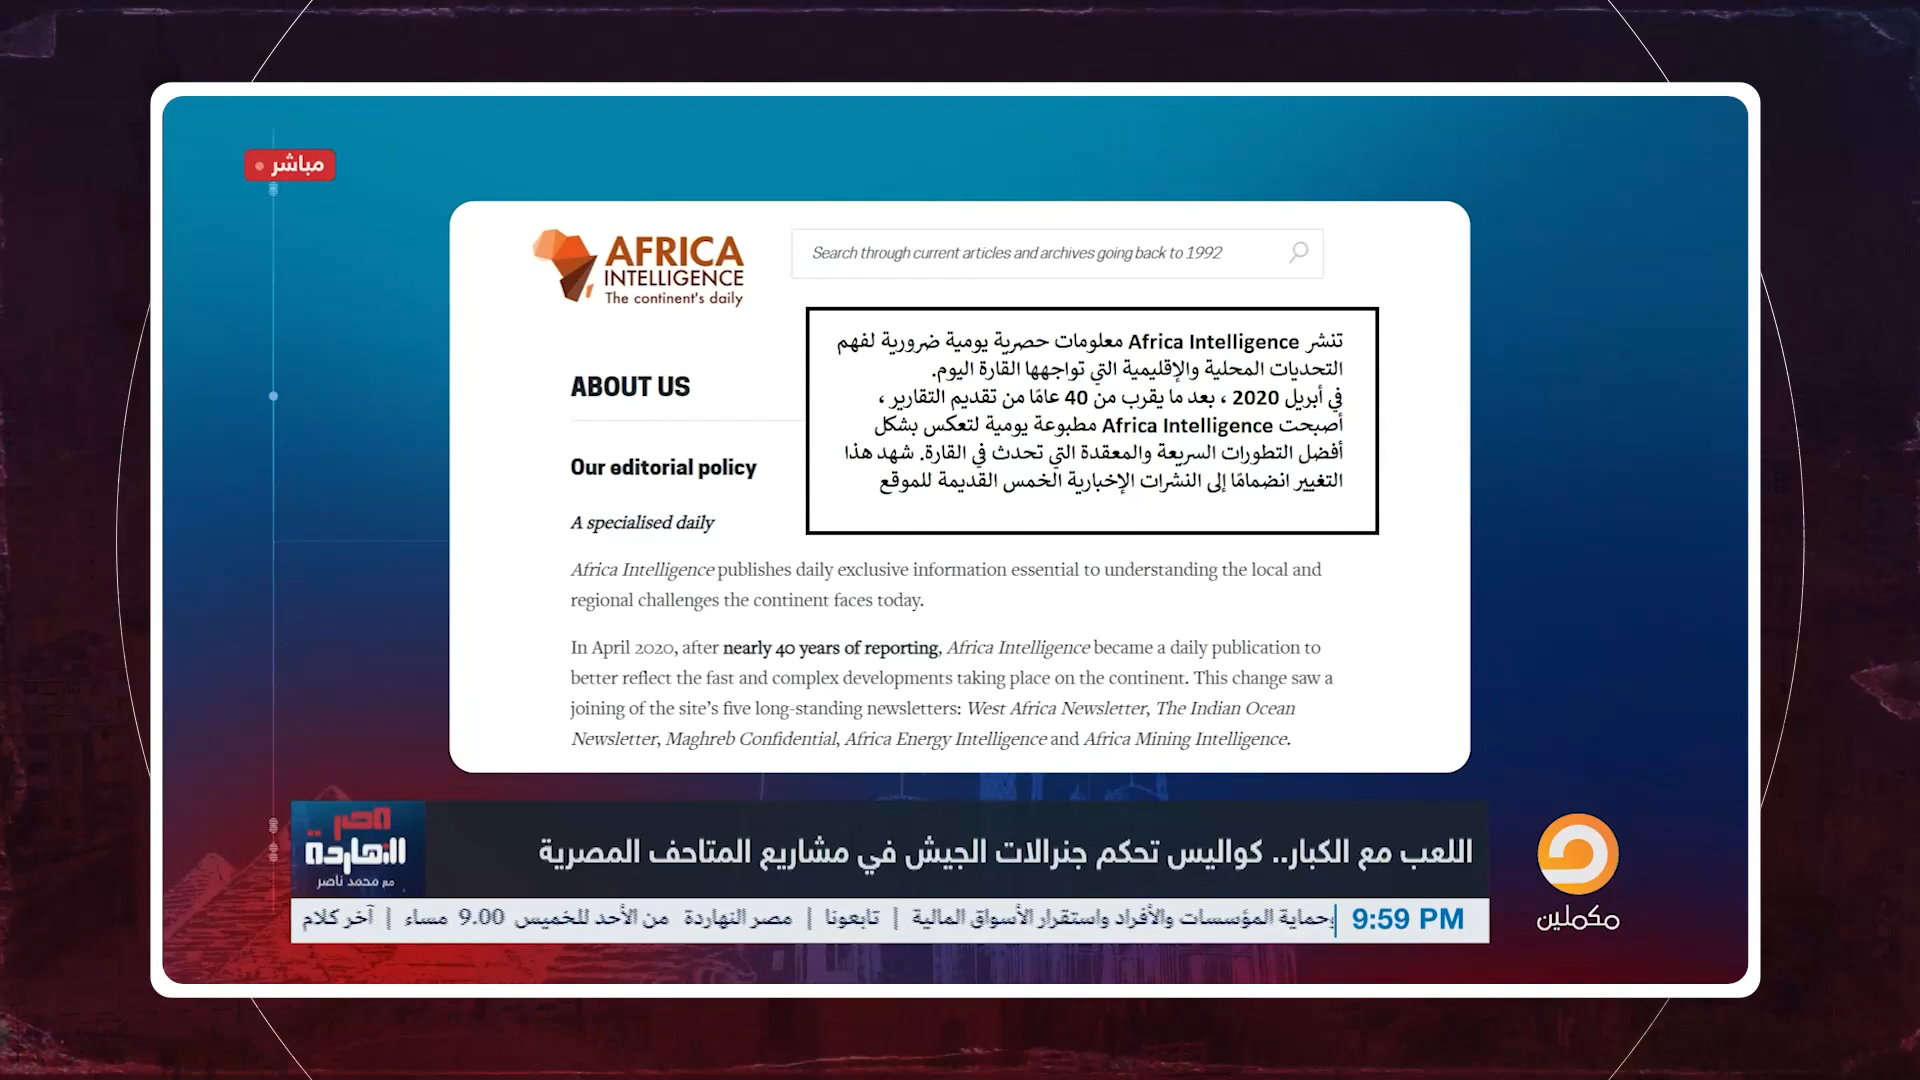 مباشر
AFRICA
INTELLIGENCE
The continent's daily
Search through current articles and archives going back to 1992
تنشر Africa Intelligence معلومات حصرية يومية ضرورية لفهم
التحديات المحلية والإقليمية التي تواجهها القارة اليوم.
في أبريل 2020 ، بعد ما يقرب من 40 عامًا من تقديم التقارير ،
أصبحت Africa Intelligence مطبوعة يومية لتعكس بشكل
أفضل التطورات السريعة والمعقدة التي تحدث في القارة. شهد هذا
التغيير انضمامًا إلى النشرات الإخبارية الخمس القديمة للموقع
ABOUT US
Our editorial policy
A specialised daily
Africa Intelligence publishes daily exclusive information essential to understanding the local and
regional challenges the continent faces today.
In April 2020, after nearly 40 years of reporting, Africa Intelligence became a daily publication to
better reflect the fast and complex developments taking place on the continent. This change saw a
joining of the site's five long-standing newsletters: West Africa Newsletter, The Indian Ocean
Newsletter, Maghreb Confidential, Africa Energy Intelligence and Africa Mining Intelligence.
اللعب مع الكبار.. كواليس تحكم جنرالات الجيش في مشاريع المتاحف المصرية
مصر
النهاردة
مع محمد ناصر
9:59 PM
وحماية المؤسسات والأفراد واستقرار الأسواق المالية | تابعونا | مصر النهاردة من الأحد للخميس 9.00 مساء | آخر كلام
مكملين